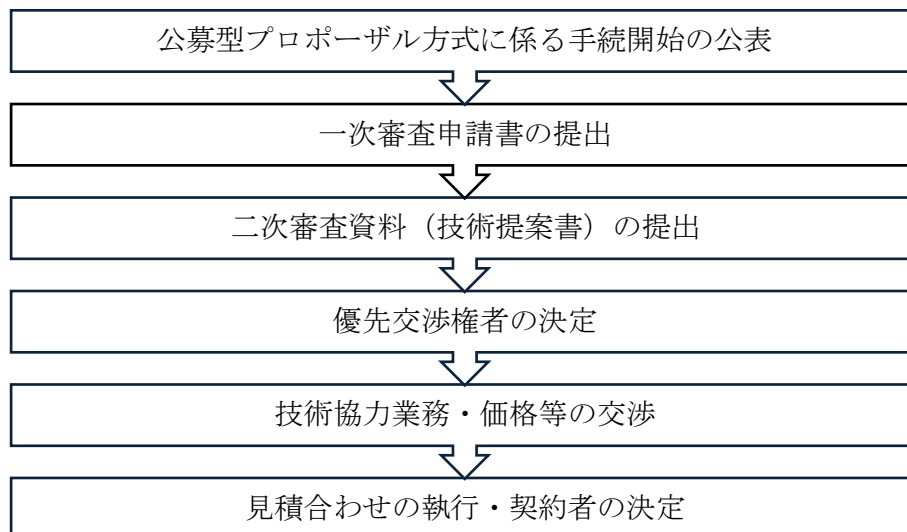 公募型プロポーザル方式に係る手続開始の公表
一次審査申請書の提出
二次審査資料（技術提案書）の提出
優先交渉権者の決定
技術協力業務・価格等の交渉
見積合わせの執行・契約者の決定